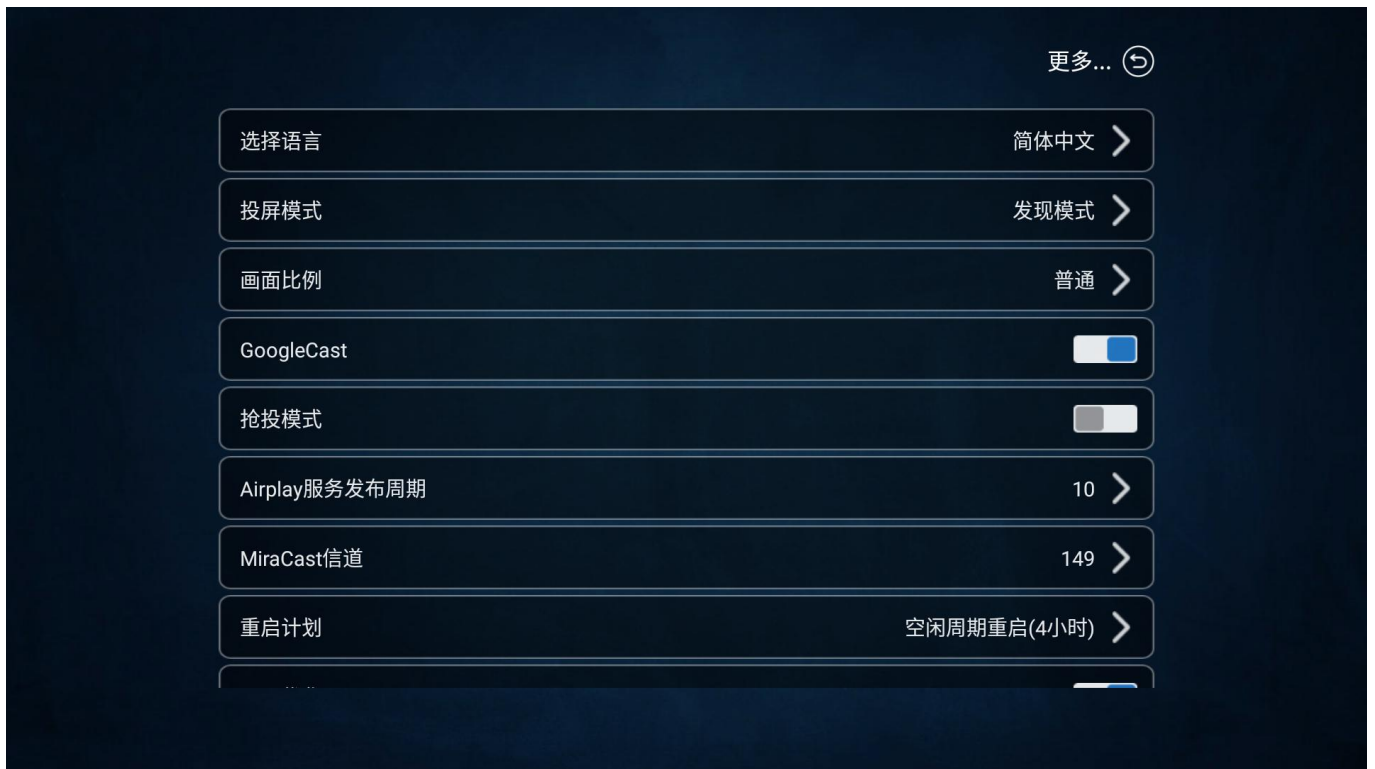 更多...
选择语言 简体中文
投屏模式 发现模式
画面比例 普通
GoogleCast
抢投模式
Airplay服务发布周期 10
MiraCast信道 149
重启计划 空闲周期重启(4小时)